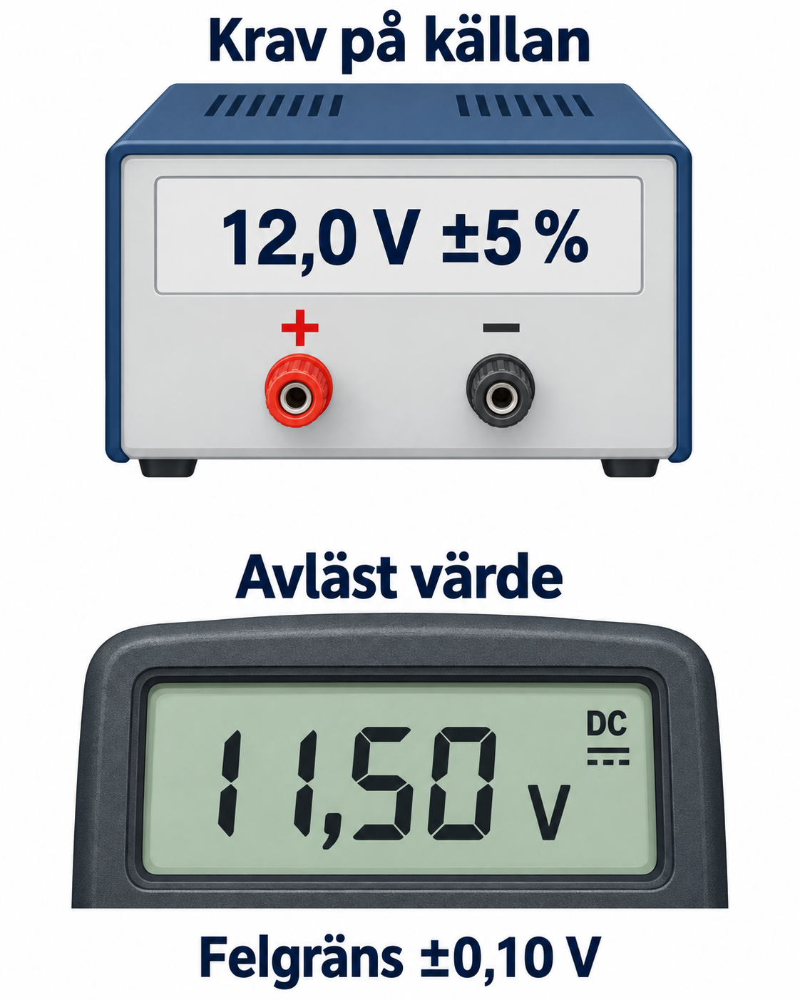 Krav på källan
12,0 V ±5 %
+ −
Avläst värde
DC
11,50 V
Felgräns ±0,10 V